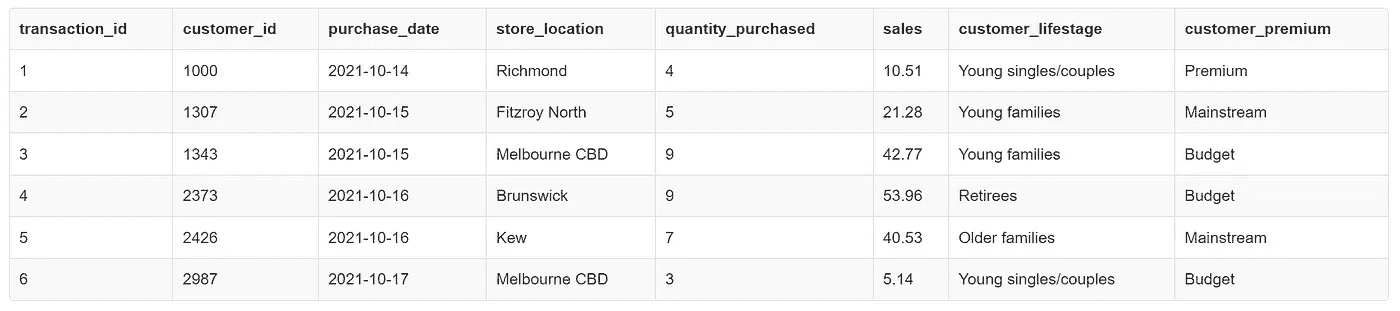 transaction_id customer_id purchase_date store_location quantity_purchased sales customer_lifestage customer_premium
1 1000 2021-10-14 Richmond 4 10.51 Young singles/couples Premium
2 1307 2021-10-15 Fitzroy North 5 21.28 Young families Mainstream
3 1343 2021-10-15 Melbourne CBD 9 42.77 Young families Budget
4 2373 2021-10-16 Brunswick 9 53.96 Retirees Budget
5 2426 2021-10-16 Kew 7 40.53 Older families Mainstream
6 2987 2021-10-17 Melbourne CBD 3 5.14 Young singles/couples Budget